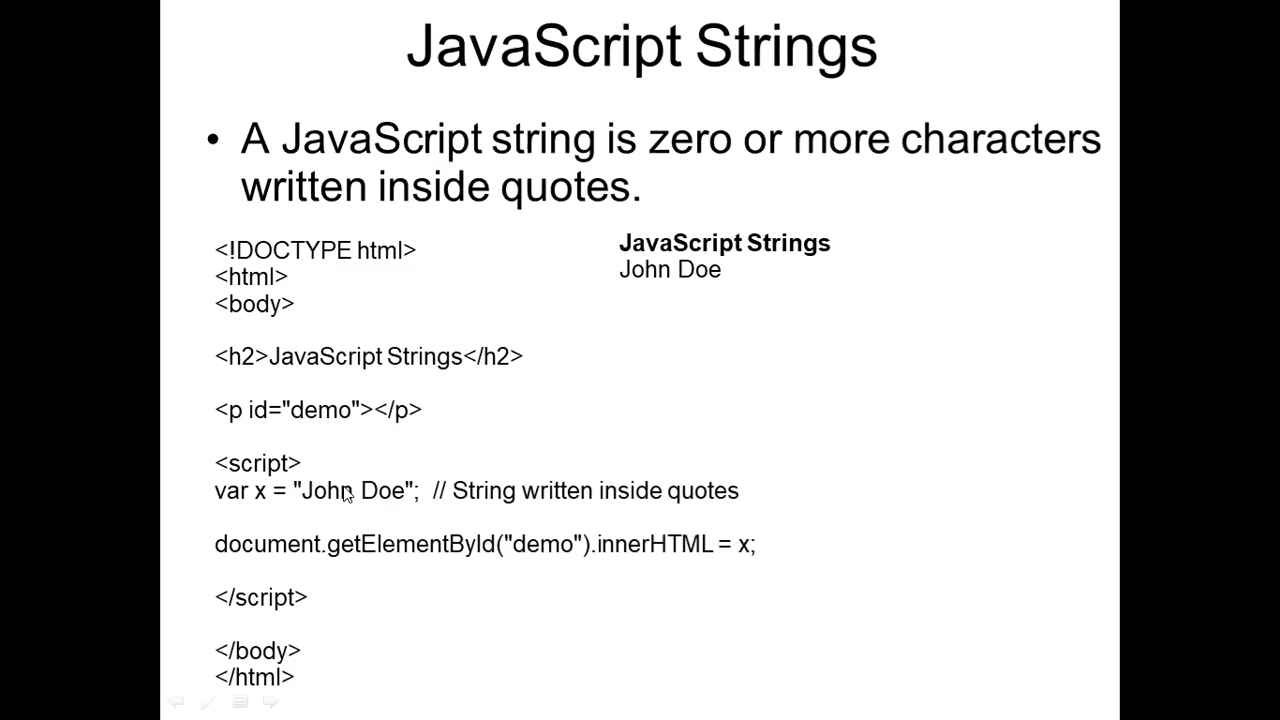 JavaScript Strings
• A JavaScript string is zero or more characters
written inside quotes.
<!DOCTYPE html>
<html>
<body>
<h2>JavaScript Strings</h2>
<p id="demo"></p>
<script>
var x = "John Doe";  // String written inside quotes
document.getElementById("demo").innerHTML = x;
</script>
</body>
</html>
JavaScript Strings
John Doe